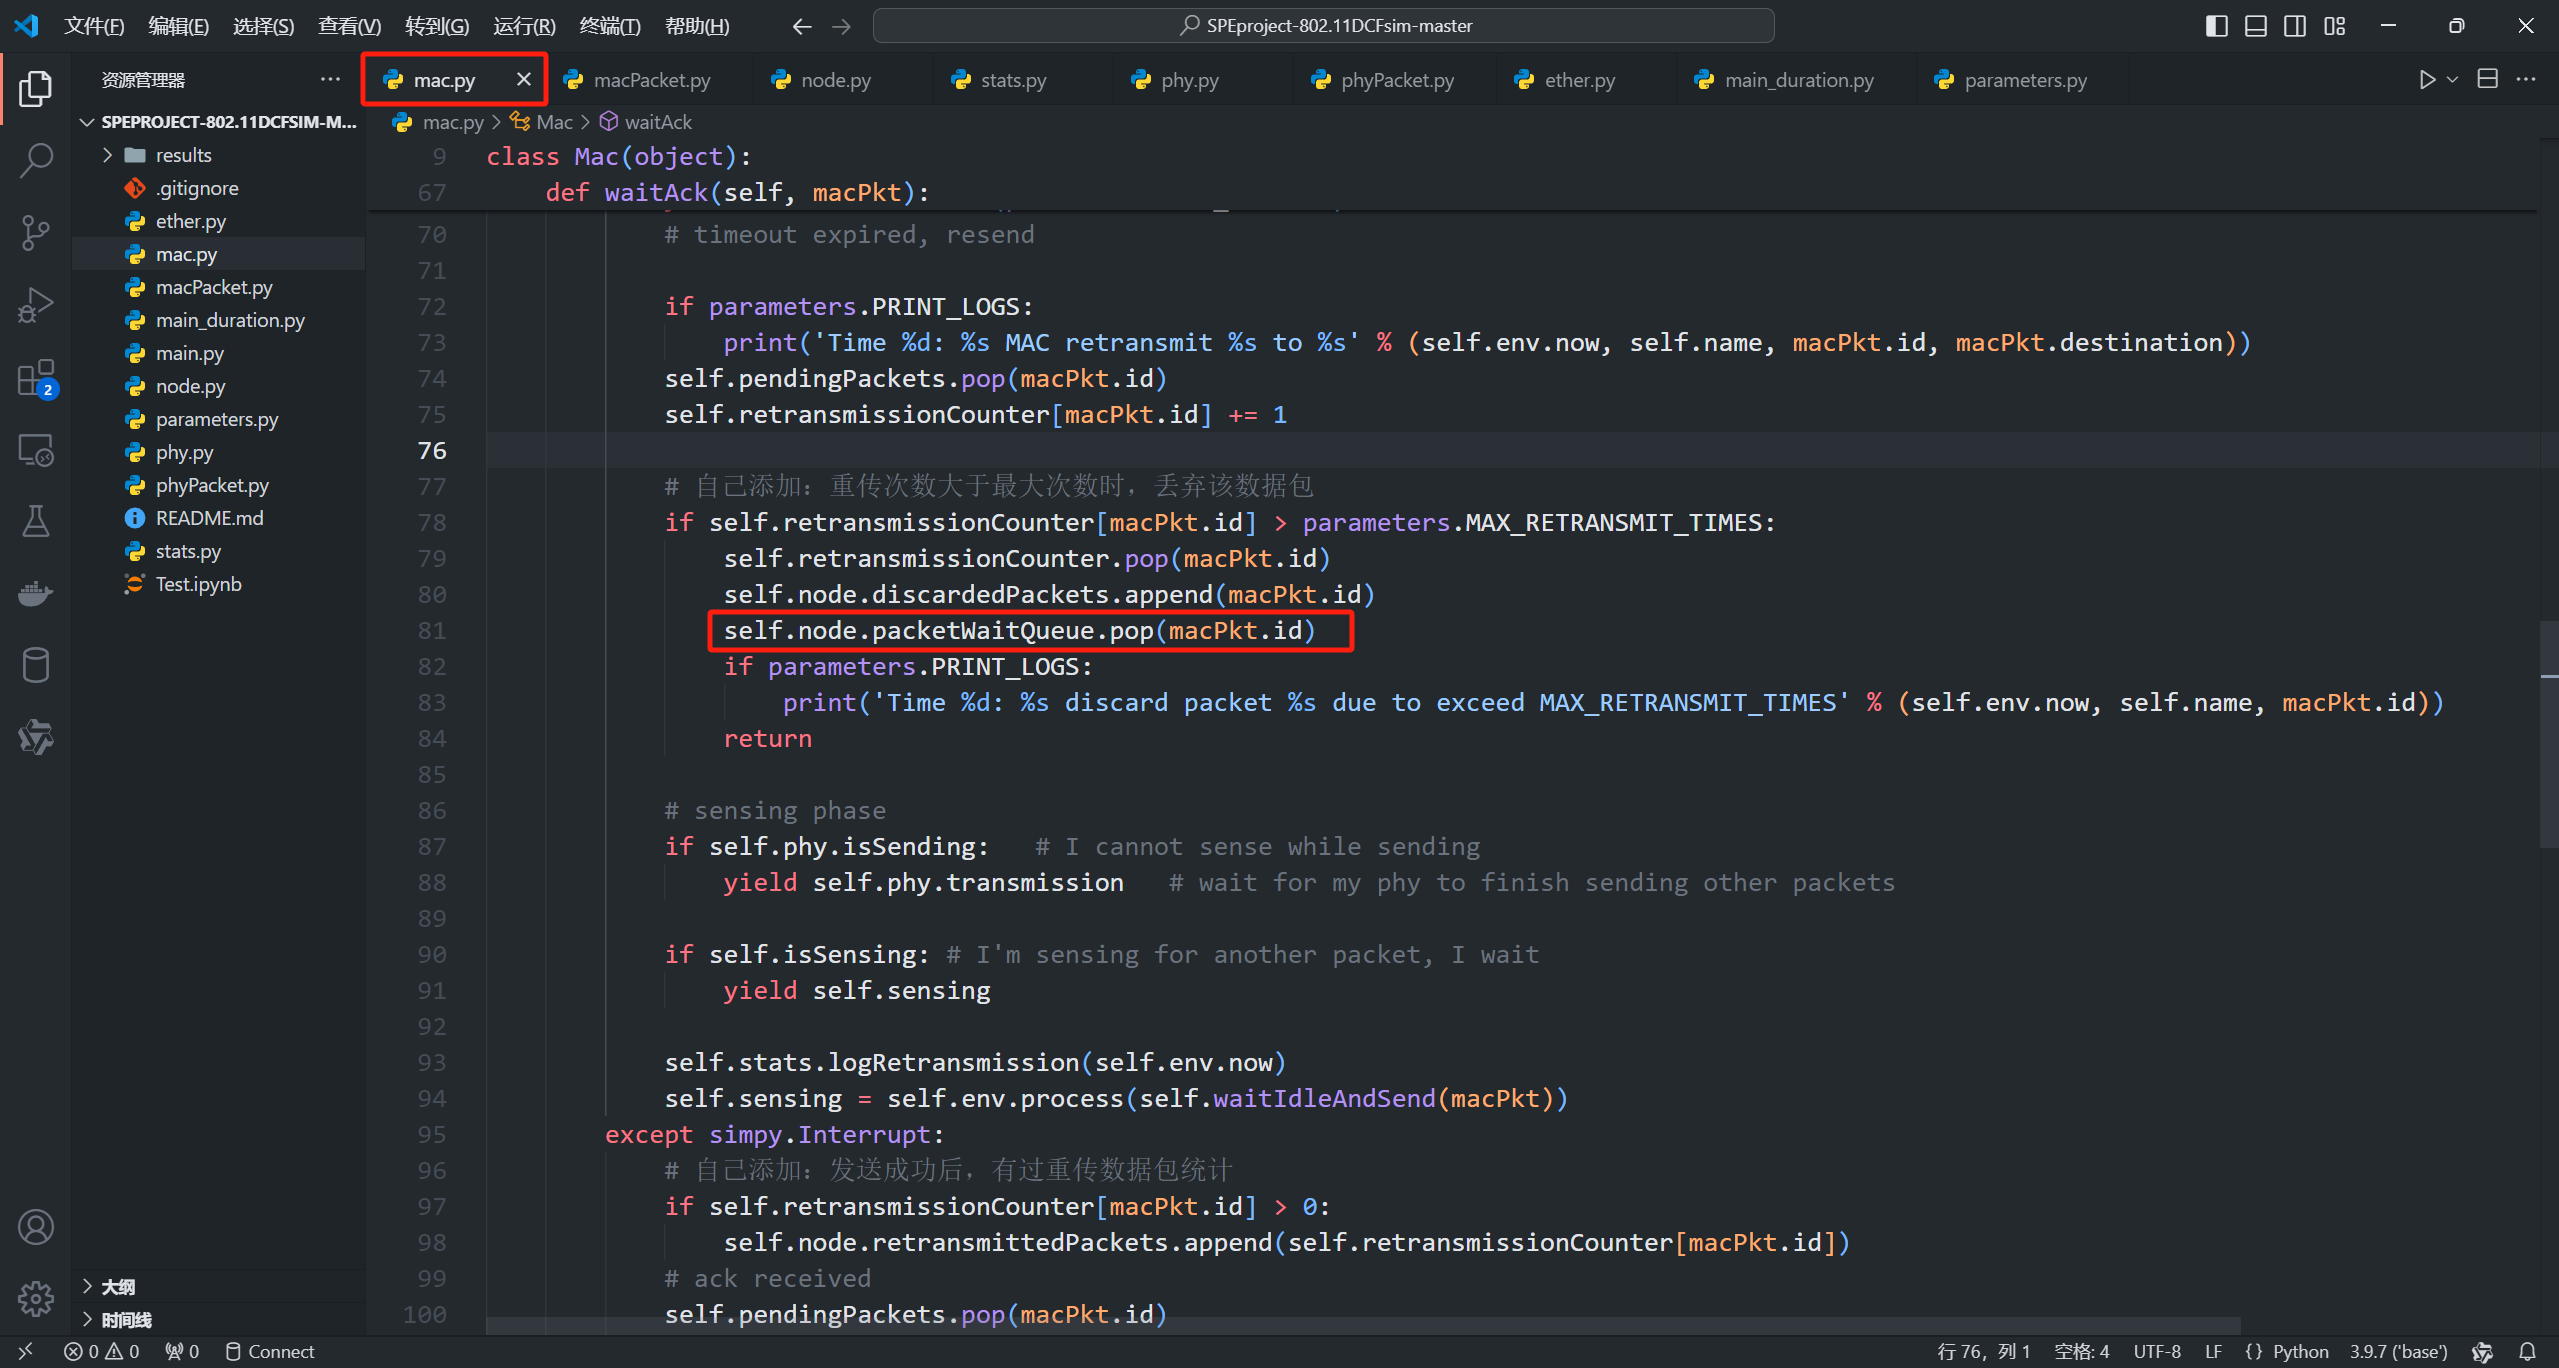 文件(F) 编辑(E) 选择(S) 查看(V) 转到(G) 运行(R) 终端(T) 帮助(H) SPEproject-802.11DCFsim-master
资源管理器
mac.py macPacket.py node.py stats.py phy.py phyPacket.py ether.py main_duration.py parameters.py
SPEPROJECT-802.11DCFSIM-M...
results
.gitignore
ether.py
mac.py
macPacket.py
main_duration.py
main.py
node.py
parameters.py
phy.py
phyPacket.py
README.md
stats.py
Test.ipynb
2
大纲
时间线
mac.py > Mac > waitAck
9 class Mac(object):
67 def waitAck(self, macPkt):
70 # timeout expired, resend
71
72 if parameters.PRINT_LOGS:
73 print('Time %d: %s MAC retransmit %s to %s' % (self.env.now, self.name, macPkt.id, macPkt.destination))
74 self.pendingPackets.pop(macPkt.id)
75 self.retransmissionCounter[macPkt.id] += 1
76
77 # 自己添加：重传次数大于最大次数时，丢弃该数据包
78 if self.retransmissionCounter[macPkt.id] > parameters.MAX_RETRANSMIT_TIMES:
79 self.retransmissionCounter.pop(macPkt.id)
80 self.node.discardedPackets.append(macPkt.id)
81 self.node.packetWaitQueue.pop(macPkt.id)
82 if parameters.PRINT_LOGS:
83 print('Time %d: %s discard packet %s due to exceed MAX_RETRANSMIT_TIMES' % (self.env.now, self.name, macPkt.id))
84 return
85
86 # sensing phase
87 if self.phy.isSending: # I cannot sense while sending
88 yield self.phy.transmission # wait for my phy to finish sending other packets
89
90 if self.isSensing: # I'm sensing for another packet, I wait
91 yield self.sensing
92
93 self.stats.logRetransmission(self.env.now)
94 self.sensing = self.env.process(self.waitIdleAndSend(macPkt))
95 except simpy.Interrupt:
96 # 自己添加：发送成功后，有过重传数据包统计
97 if self.retransmissionCounter[macPkt.id] > 0:
98 self.node.retransmittedPackets.append(self.retransmissionCounter[macPkt.id])
99 # ack received
100 self.pendingPackets.pop(macPkt.id)
0 0 0 Connect 行 76，列 1 空格: 4 UTF-8 LF {} Python 3.9.7 ('base')